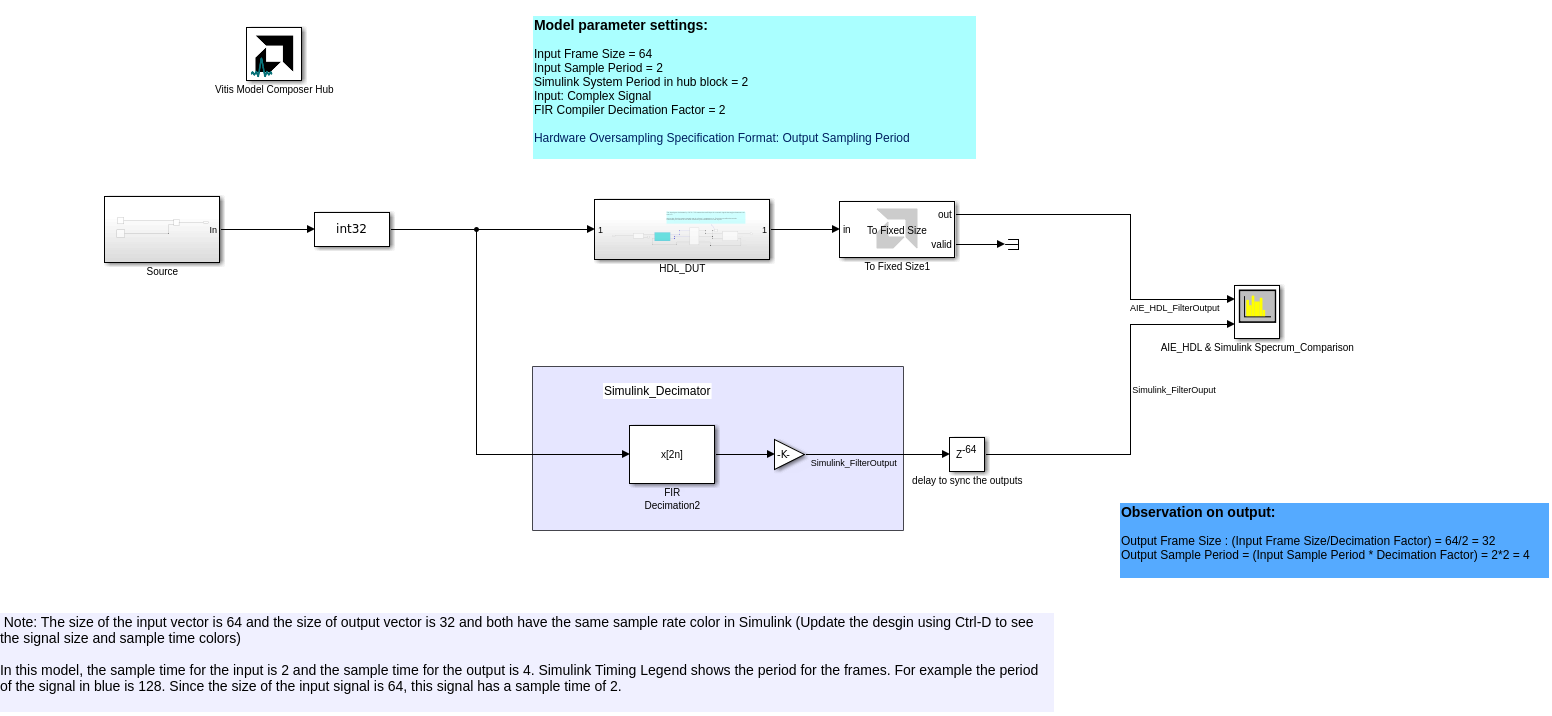 Vitis Model Composer Hub
Model parameter settings:
Input Frame Size = 64
Input Sample Period = 2
Simulink System Period in hub block = 2
Input: Complex Signal
FIR Compiler Decimation Factor = 2
Hardware Oversampling Specification Format: Output Sampling Period
In
Source
int32
1
1
HDL_DUT
in
To Fixed Size
out
valid
To Fixed Size1
AIE_HDL_FilterOutput
AIE_HDL & Simulink Specrum_Comparison
Simulink_FilterOuput
Simulink_Decimator
x[2n]
FIR
Decimation2
-K-
Simulink_FilterOutput
Z-64
delay to sync the outputs
Observation on output:
Output Frame Size : (Input Frame Size/Decimation Factor) = 64/2 = 32
Output Sample Period = (Input Sample Period * Decimation Factor) = 2*2 = 4
Note: The size of the input vector is 64 and the size of output vector is 32 and both have the same sample rate color in Simulink (Update the desgin using Ctrl-D to see
the signal size and sample time colors)
In this model, the sample time for the input is 2 and the sample time for the output is 4. Simulink Timing Legend shows the period for the frames. For example the period
of the signal in blue is 128. Since the size of the input signal is 64, this signal has a sample time of 2.